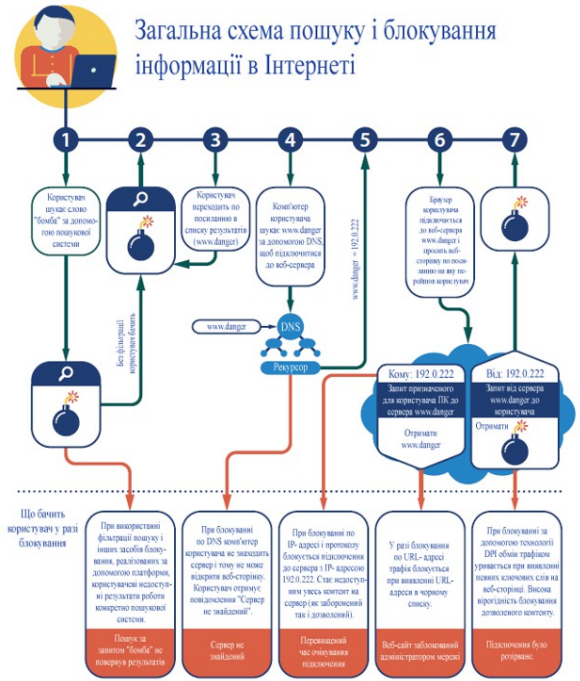 Загальна схема пошуку і блокування
інформації в Інтернеті
1
2
3
4
5
6
7
Користувач
шукає слово
"бомба" за допомо-
гою пошукової
системи
Користувач
переходить по
посиланню в
списку результатів
(www.danger)
Комп'ютер
користувача
шукає www.danger
за допомогою DNS,
щоб підключитися
до веб-сервера
www.danger = 192.0.222
Браузер
користувача
підключається
до веб-сервера
www.danger і
просить веб-
сторінку по поси-
ланню на яку пе-
рейшов користувач
Без фільтрації
користувач бачить
www.danger
DNS
Рекурсор
Кому: 192.0.222
Запит призначеного
для користувача ПК до
сервера www.danger
Отримати
www.danger
Від: 192.0.222
Запит від сервера
www.danger до
користувача
Отримати
Що бачить
користувач у разі
блокування
При використанні
фільтрації пошуку і
інших засобів блоку-
вання, реалізованих за
допомогою платформи,
користувачеві недоступ-
ні результати роботи
конкретно пошукової
системи.
Пошук за
запитом "бомба" не
повернув результатів
При блокуванні
по DNS комп'ютер
користувача не знаходить
сервер і тому не може
відкрити веб-сторінку.
Користувач отримує
повідомлення "Сервер
не знайдений".
Сервер не
знайдений
При блокуванні по
IP- адресі і протоколу
блокується підключення
до сервера з IP- адресою
192.0.222. Стає недоступ-
ним увесь контент на
сервер (як заборонений
так і дозволений).
Перевищений
час очікування
підключення
У разі блокування
по URL- адресі
трафік блокується
при виявленні URL-
адреси в чорному
списку.
Веб-сайт заблокований
адміністратором мережі
При блокуванні за
допомогою технології
DPI обмін трафіком
уривається при виявленні
певних ключових слів на
веб-сторінці. Висока
вірогідність блокування
дозволеного контенту.
Підключення було
розірване.